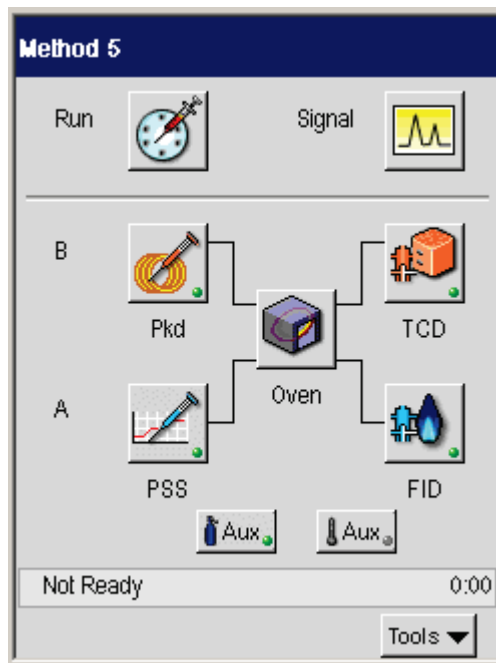 Method 5
Run Signal
B
Pkd TCD
Oven
A
PSS FID
Aux Aux
Not Ready 0:00
Tools